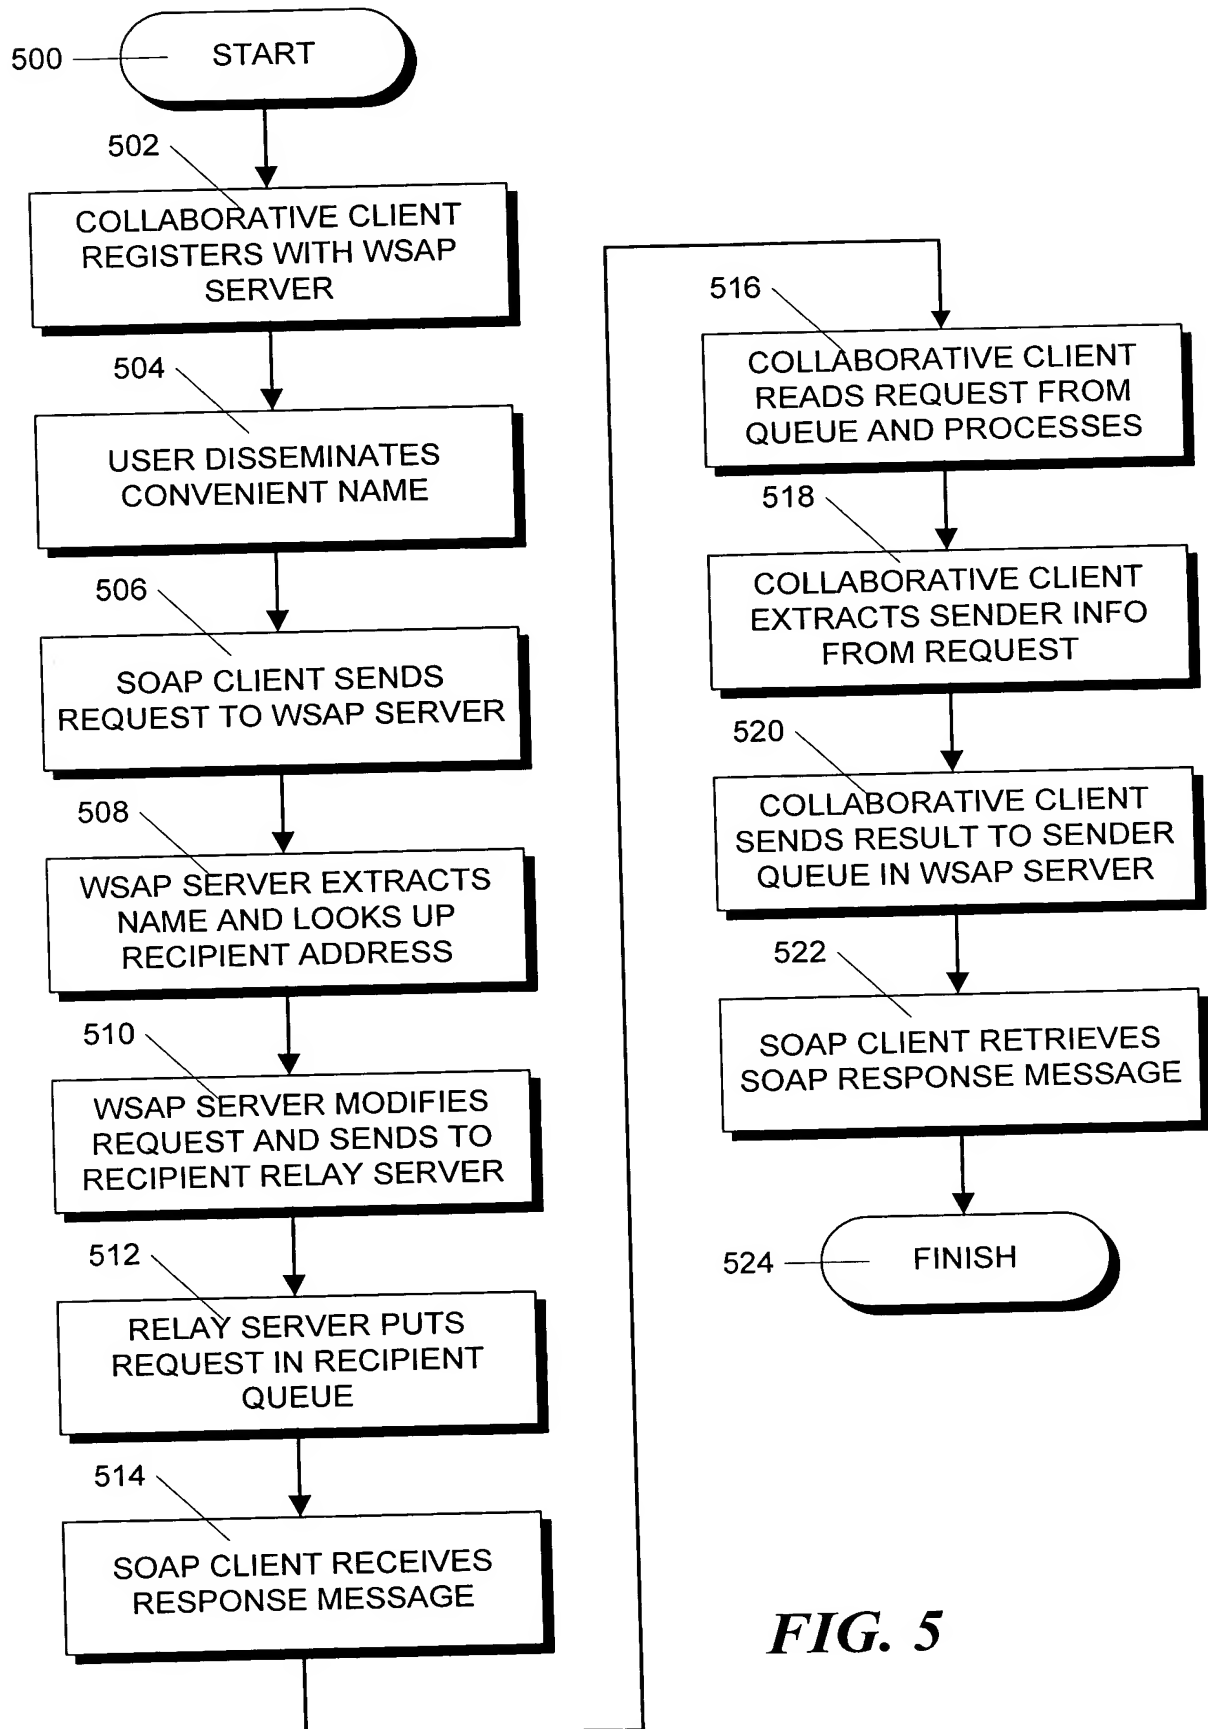 500
START
502
COLLABORATIVE CLIENT
REGISTERS WITH WSAP
SERVER
504
USER DISSEMINATES
CONVENIENT NAME
506
SOAP CLIENT SENDS
REQUEST TO WSAP SERVER
508
WSAP SERVER EXTRACTS
NAME AND LOOKS UP
RECIPIENT ADDRESS
510
WSAP SERVER MODIFIES
REQUEST AND SENDS TO
RECIPIENT RELAY SERVER
512
RELAY SERVER PUTS
REQUEST IN RECIPIENT
QUEUE
514
SOAP CLIENT RECEIVES
RESPONSE MESSAGE
516
COLLABORATIVE CLIENT
READS REQUEST FROM
QUEUE AND PROCESSES
518
COLLABORATIVE CLIENT
EXTRACTS SENDER INFO
FROM REQUEST
520
COLLABORATIVE CLIENT
SENDS RESULT TO SENDER
QUEUE IN WSAP SERVER
522
SOAP CLIENT RETRIEVES
SOAP RESPONSE MESSAGE
524
FINISH
FIG. 5